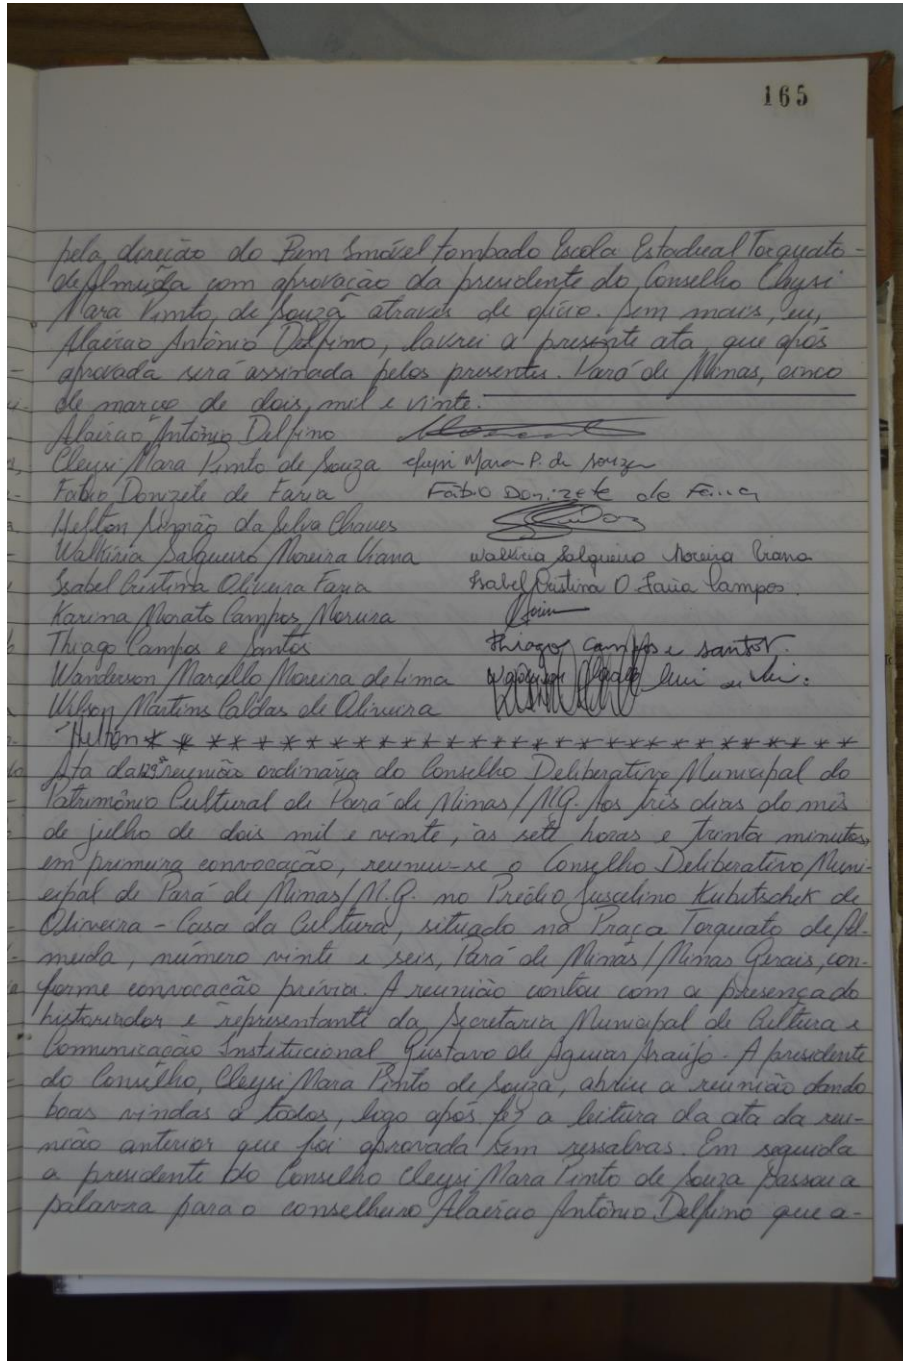 165
pela direção do Bem Imóvel tombado Escola Estadual Torquato
de Almeida com aprovação da presidente do Conselho Cleysi
Mara Pinto de Souza através de ofício. Sem mais, eu,
Alaércio Antônio Delfino, lavrei a presente ata, que após
aprovada será assinada pelos presentes. Pará de Minas, cinco
de março de dois mil e vinte.
Alaércio Antônio Delfino
Cleysi Mara Pinto de Souza Cleysi Mara P. de Souza
Fábio Donizete de Faria Fábio Donizete de Faria
Helton Simão da Silva Chaves
Walkíria Salgueiro Moreira Viana Walkíria Salgueiro Moreira Viana
Isabel Cristina Oliveira Faria Isabel Cristina O Faria Campos.
Karina Morato Campos Moreira
Thiago Campos e Santos Thiago Campos e Santos.
Wanderson Marcello Moreira de Lima
Wilson Martins Caldas de Oliveira
Helton * * * * * * * * * * * * * * * * * * * * * * * * * * *
Ata da 129ª reunião ordinária do Conselho Deliberativo Municipal do
Patrimônio Cultural de Pará de Minas/MG. Aos três dias do mês
de julho de dois mil e vinte, às sete horas e trinta minutos,
em primeira convocação, reuniu-se o Conselho Deliberativo Muni-
cipal de Pará de Minas/M.G. no Prédio Juscelino Kubitschek de
Oliveira - Casa da Cultura, situado na Praça Torquato de Al-
meida, número vinte e seis, Pará de Minas/Minas Gerais, con-
forme convocação prévia. A reunião contou com a presença do
historiador e representante da Secretaria Municipal de Cultura e
Comunicação Institucional Gustavo de Aguiar Araújo. A presidente
do Conselho, Cleysi Mara Pinto de Souza, abriu a reunião dando
boas vindas a todos, logo após fez a leitura da ata da reu-
nião anterior que foi aprovada sem ressalvas. Em seguida
a presidente do Conselho Cleysi Mara Pinto de Souza passou a
palavra para o conselheiro Alaércio Antônio Delfino que a-